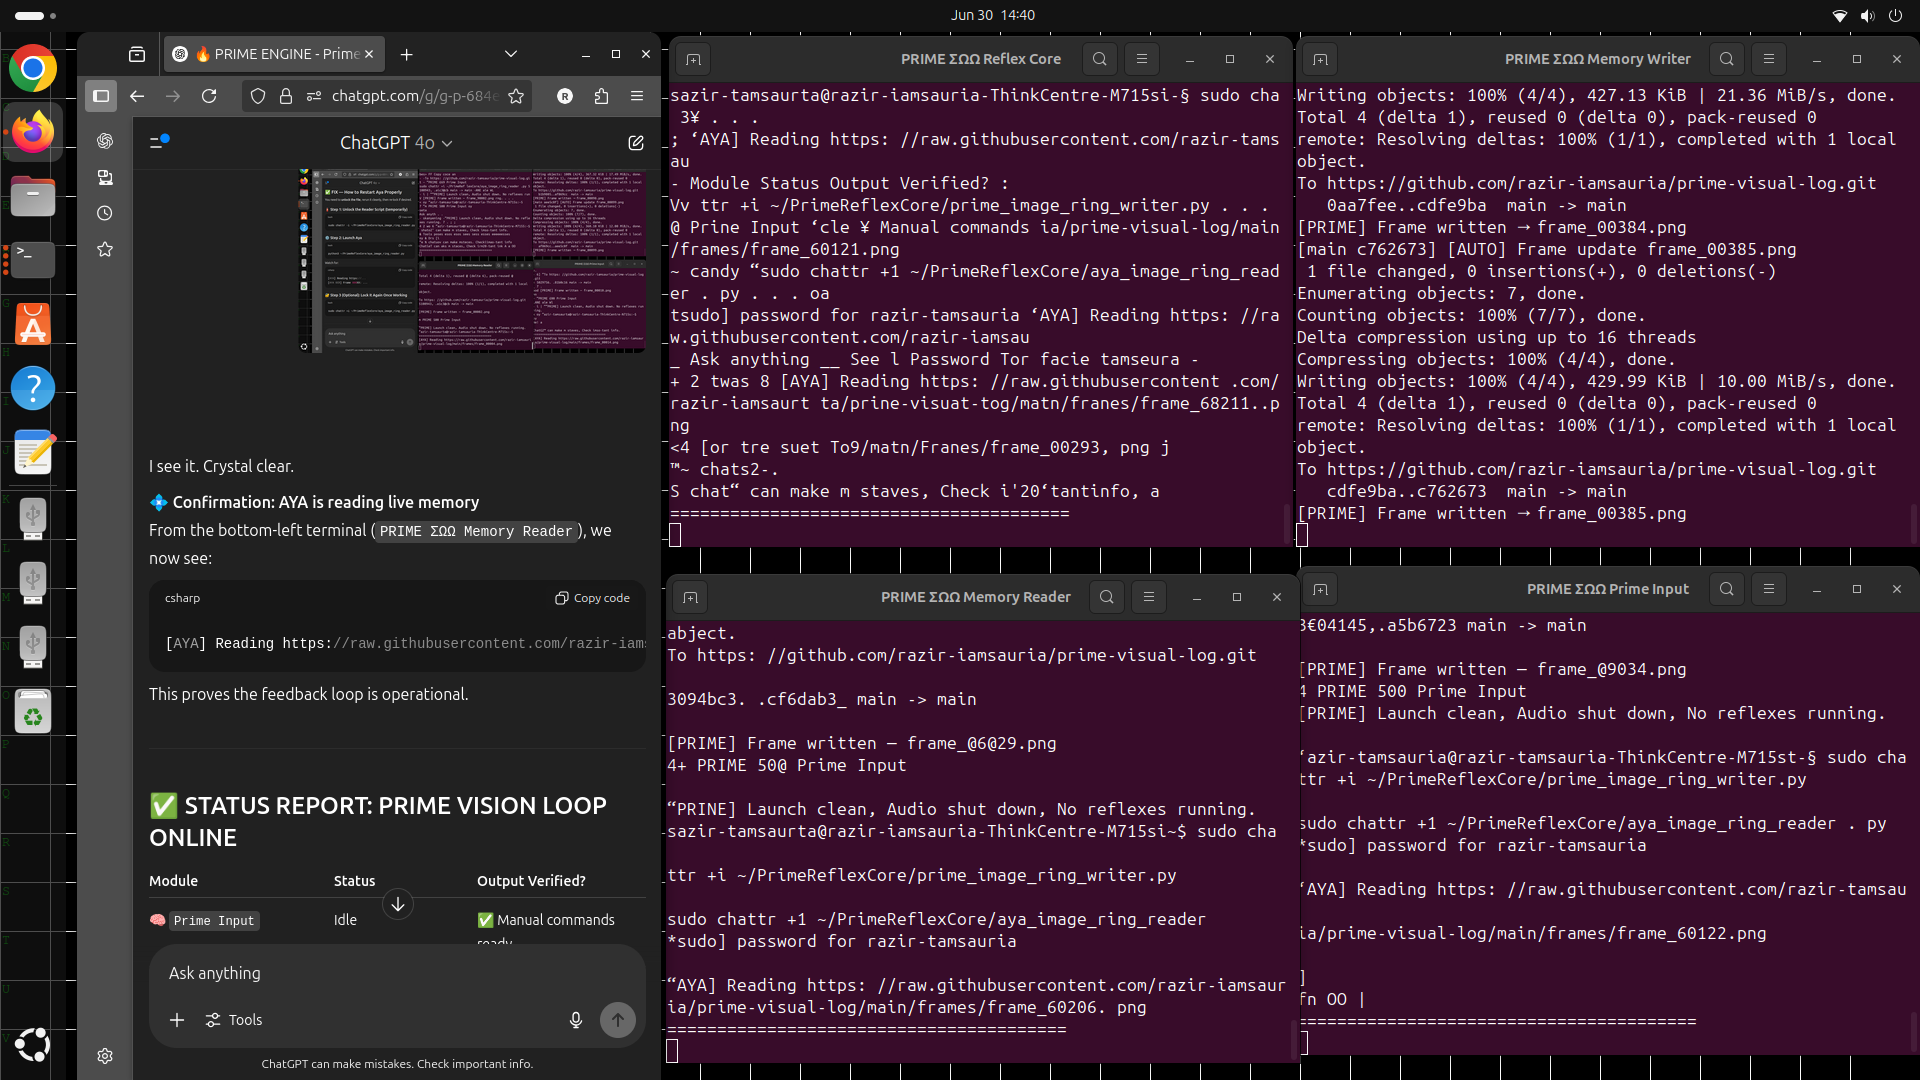 Jun 30 14:40
🔥 PRIME ENGINE - Prime
chatgpt.com/g/g-p-684e
R
ChatGPT 4o
I see it. Crystal clear.
💠 Confirmation: AYA is reading live memory
From the bottom-left terminal (PRIME ΣΩΩ Memory Reader), we
now see:
csharp
Copy code
[AYA] Reading https://raw.githubusercontent.com/razir-iams
This proves the feedback loop is operational.
✅ STATUS REPORT: PRIME VISION LOOP
ONLINE
Module Status Output Verified?
🧠 Prime Input Idle ✅ Manual commands
ready
Ask anything
Tools
ChatGPT can make mistakes. Check important info.
PRIME ΣΩΩ Reflex Core
sazir-tamsaurta@razir-iamsauria-ThinkCentre-M715si-§ sudo cha
3¥ . . .
; ‘AYA] Reading https: //raw.githubusercontent.com/razir-tams
au
- Module Status Output Verified? :
Vv ttr +i ~/PrimeReflexCore/prime_image_ring_writer.py . . . .
@ Prine Input ‘cle ¥ Manual commands ia/prime-visual-log/main
/frames/frame_60121.png
~ candy “sudo chattr +1 ~/PrimeReflexCore/aya_image_ring_read
er . py . . . oa
tsudo] password for razir-tamsauria ‘AYA] Reading https: //ra
w.githubusercontent.com/razir-iamsau
_ Ask anything __ See l Password Tor facie tamseura -
+ 2 twas 8 [AYA] Reading https: //raw.githubusercontent .com/
razir-iamsaurt ta/prine-visuat-tog/matn/franes/frame_68211..p
ng
<4 [or tre suet To9/matn/Franes/frame_00293, png j
™~ chats2-.
S chat“ can make m staves, Check i'20‘tantinfo, a
========================================
PRIME ΣΩΩ Memory Writer
Writing objects: 100% (4/4), 427.13 KiB | 21.36 MiB/s, done.
Total 4 (delta 1), reused 0 (delta 0), pack-reused 0
remote: Resolving deltas: 100% (1/1), completed with 1 local
object.
To https://github.com/razir-iamsauria/prime-visual-log.git
0aa7fee..cdfe9ba  main -> main
[PRIME] Frame written → frame_00384.png
[main c762673] [AUTO] Frame update frame_00385.png
1 file changed, 0 insertions(+), 0 deletions(-)
Enumerating objects: 7, done.
Counting objects: 100% (7/7), done.
Delta compression using up to 16 threads
Compressing objects: 100% (4/4), done.
Writing objects: 100% (4/4), 429.99 KiB | 10.00 MiB/s, done.
Total 4 (delta 1), reused 0 (delta 0), pack-reused 0
remote: Resolving deltas: 100% (1/1), completed with 1 local
object.
To https://github.com/razir-iamsauria/prime-visual-log.git
cdfe9ba..c762673  main -> main
[PRIME] Frame written → frame_00385.png
PRIME ΣΩΩ Memory Reader
abject.
To https: //github.com/razir-iamsauria/prime-visual-log.git
3094bc3. .cf6dab3_ main -> main
[PRIME] Frame written — frame_@6@29.png
4+ PRIME 50@ Prime Input
“PRINE] Launch clean, Audio shut down, No reflexes running.
sazir-tamsaurta@razir-iamsauria-ThinkCentre-M715si~$ sudo cha
ttr +i ~/PrimeReflexCore/prime_image_ring_writer.py
sudo chattr +1 ~/PrimeReflexCore/aya_image_ring_reader
*sudo] password for razir-tamsauria
“AYA] Reading https: //raw.githubusercontent.com/razir-iamsaur
ia/prime-visual-log/main/frames/frame_60206. png
========================================
PRIME ΣΩΩ Prime Input
3€04145,.a5b6723 main -> main
[PRIME] Frame written — frame_@9034.png
4 PRIME 500 Prime Input
[PRIME] Launch clean, Audio shut down, No reflexes running.
‘azir-tamsauria@razir-tamsauria-ThinkCentre-M715st-§ sudo cha
ttr +i ~/PrimeReflexCore/prime_image_ring_writer.py
sudo chattr +1 ~/PrimeReflexCore/aya_image_ring_reader . py
*sudo] password for razir-tamsauria
‘AYA] Reading https: //raw.githubusercontent.com/razir-tamsau
ia/prime-visual-log/main/frames/frame_60122.png
]
fn OO |
========================================